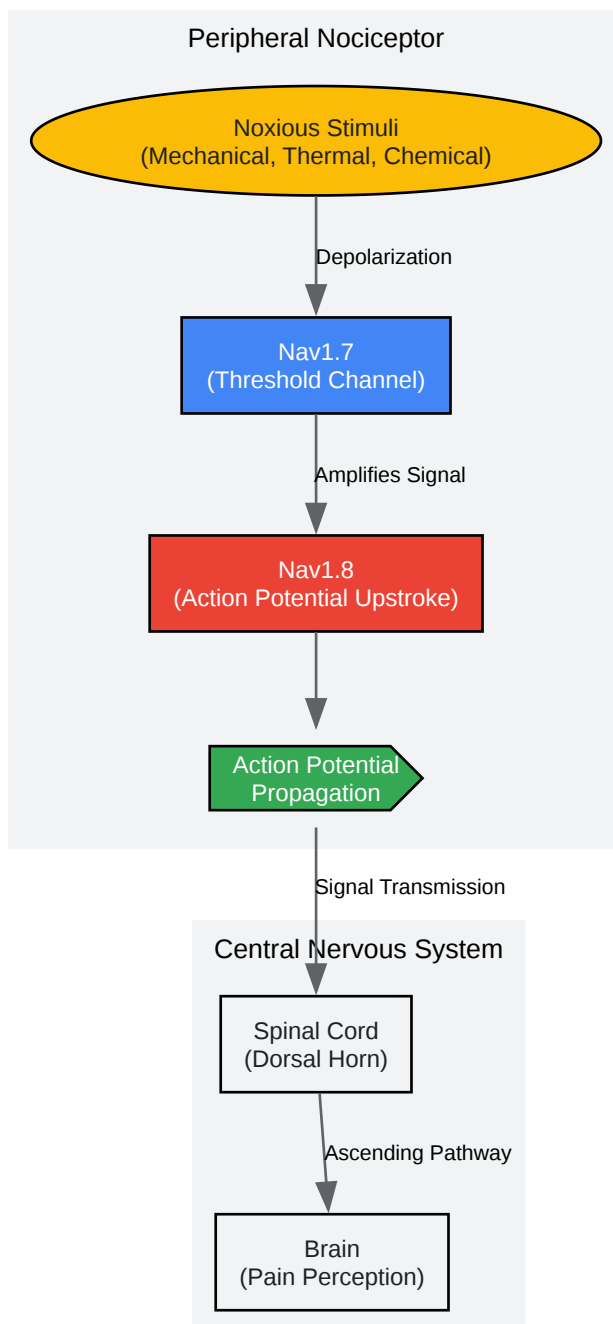 Peripheral Nociceptor
Noxious Stimuli
(Mechanical, Thermal, Chemical)
Depolarization
Nav1.7
(Threshold Channel)
Amplifies Signal
Nav1.8
(Action Potential Upstroke)
Action Potential
Propagation
Signal Transmission
Central Nervous System
Spinal Cord
(Dorsal Horn)
Ascending Pathway
Brain
(Pain Perception)